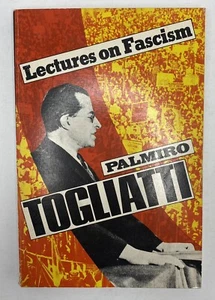 Lectures on Fascism
PALMIRO
TOGLIATTI